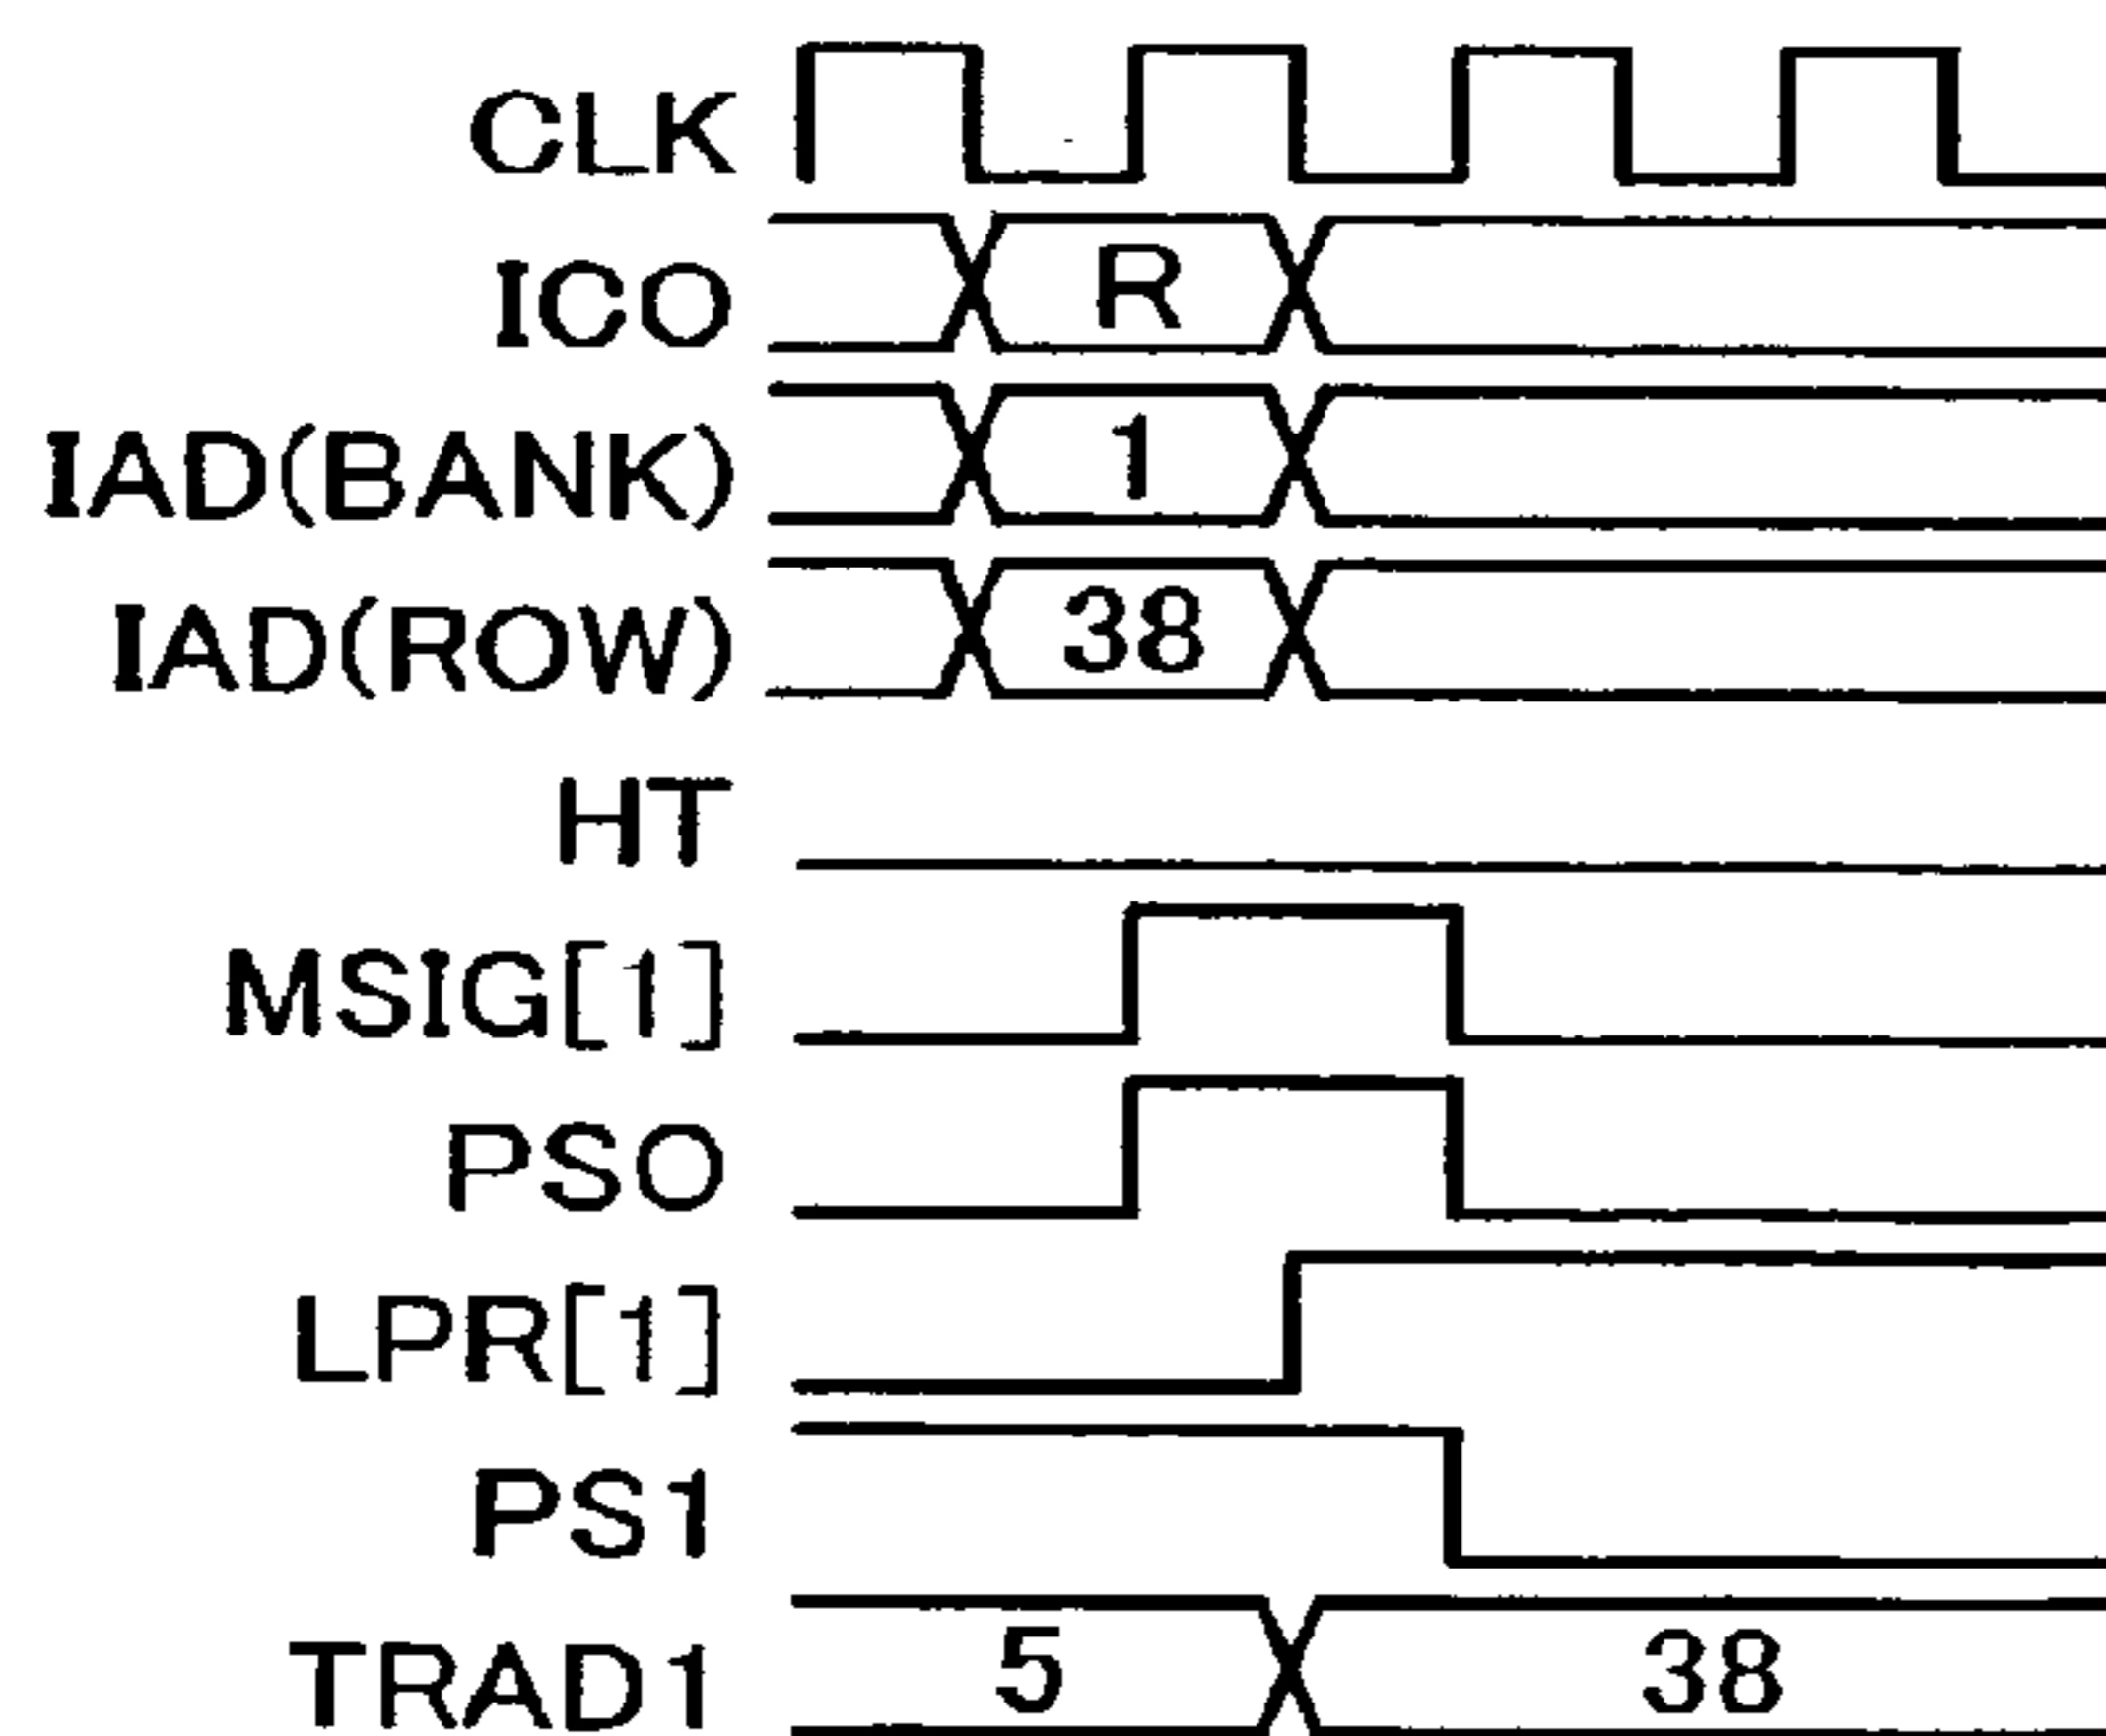 CLK
ICO R
IAD(BANK) 1
IAD(ROW) 38
HT
MSIG[1]
PSO
LPR[1]
PS1
TRAD1 5 38